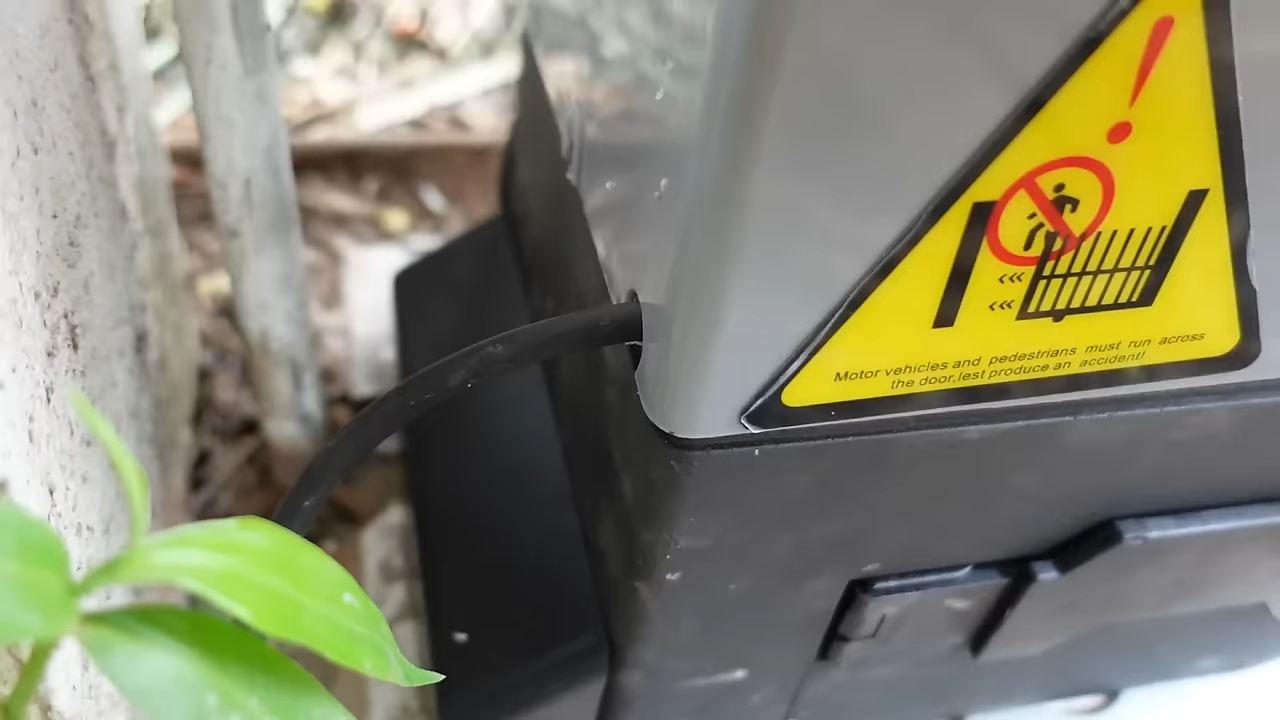 Motor vehicles and pedestrians must run across
the door, lest produce an accident!